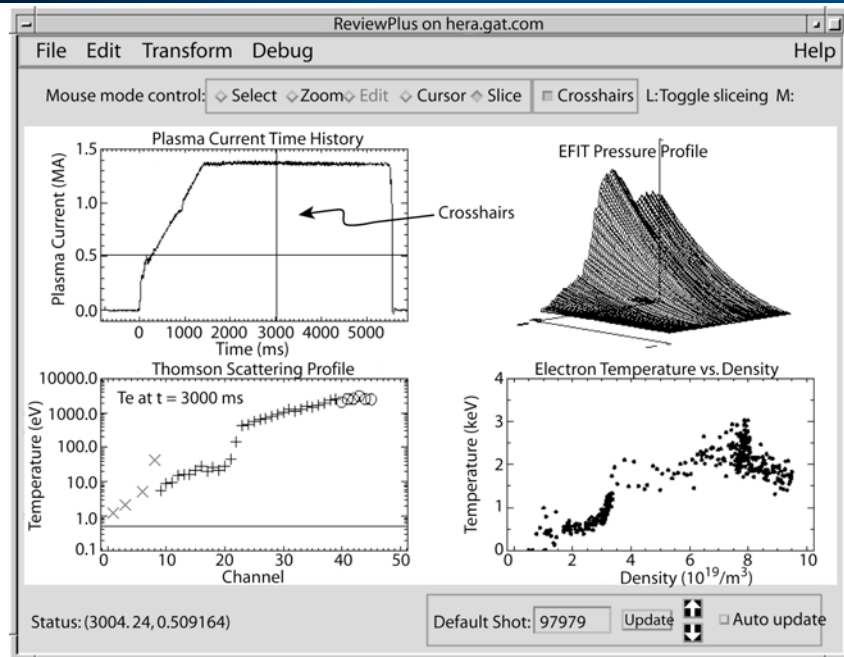 ReviewPlus on hera.gat.com
File Edit Transform Debug Help
Mouse mode control: Select Zoom Edit Cursor Slice Crosshairs L:Toggle sliceing M:
Plasma Current Time History
Plasma Current (MA)
1.5
1.0
0.5
0.0
0 1000 2000 3000 4000 5000
Time (ms)
Crosshairs
EFIT Pressure Profile
Thomson Scattering Profile
Temperature (eV)
10000.0
1000.0
100.0
10.0
1.0
0.1
Te at t = 3000 ms
0 10 20 30 40 50
Channel
Electron Temperature vs. Density
Temperature (keV)
4
3
2
1
0
0 2 4 6 8 10
Density (10^19/m^3)
Status: (3004. 24, 0.509164)
Default Shot: 97979 Update Auto update